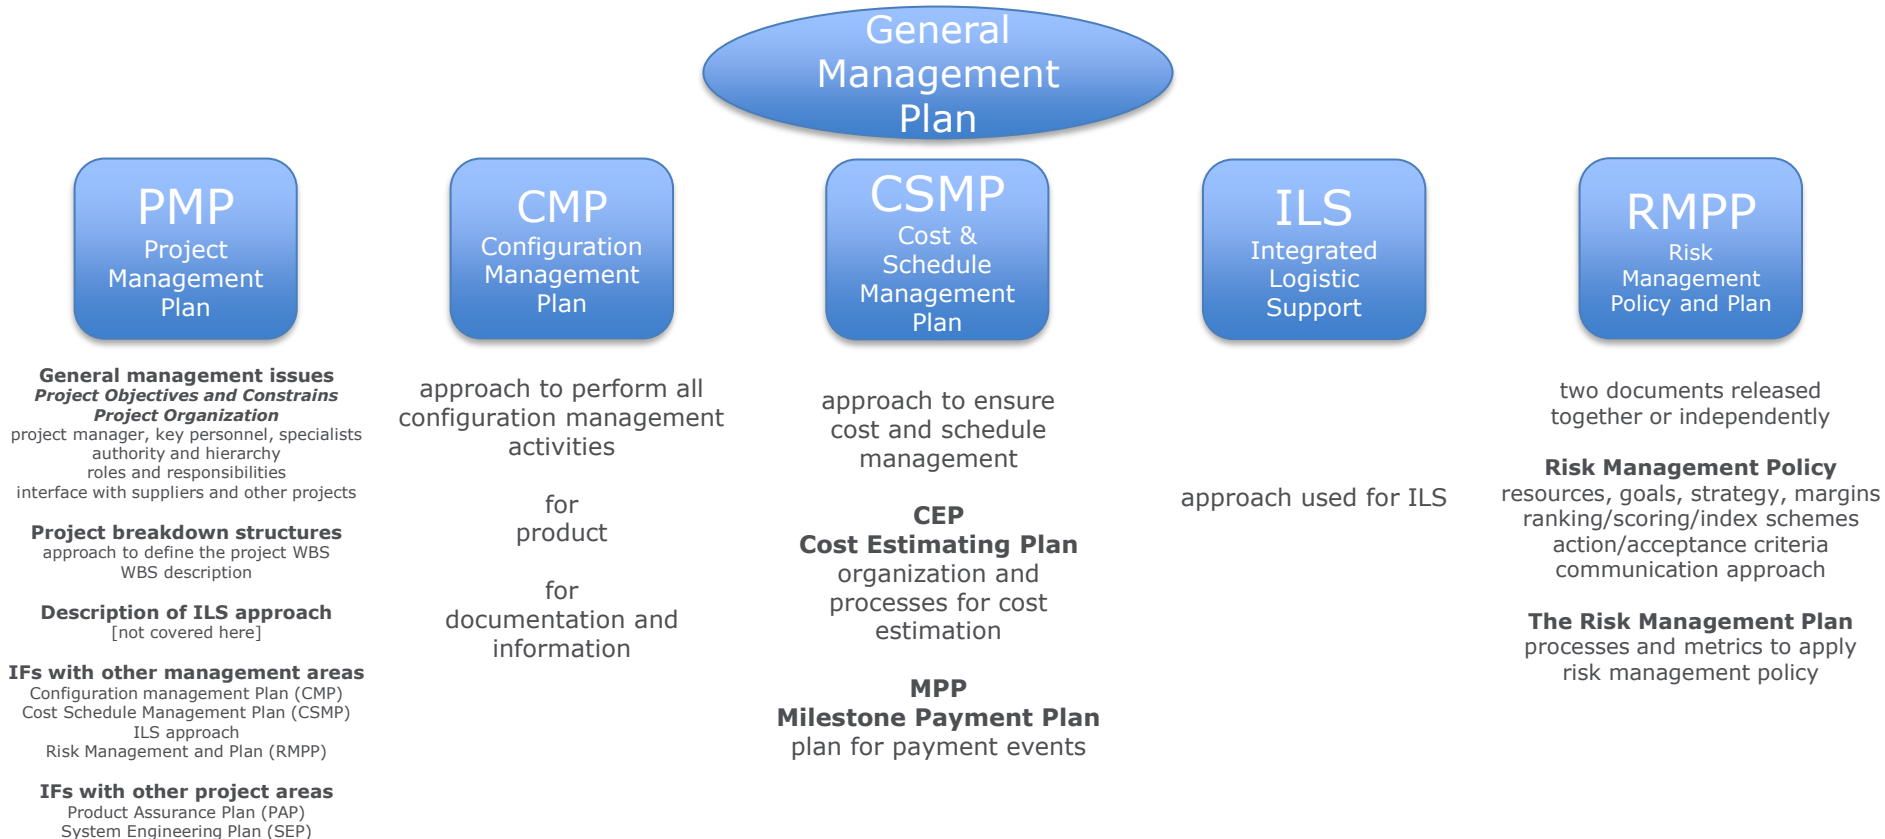 General
Management
Plan
PMP
Project
Management
Plan
General management issues
Project Objectives and Constrains
Project Organization
project manager, key personnel, specialists
authority and hierarchy
roles and responsibilities
interface with suppliers and other projects
Project breakdown structures
approach to define the project WBS
WBS description
Description of ILS approach
[not covered here]
IFs with other management areas
Configuration management Plan (CMP)
Cost Schedule Management Plan (CSMP)
ILS approach
Risk Management and Plan (RMPP)
IFs with other project areas
Product Assurance Plan (PAP)
System Engineering Plan (SEP)
CMP
Configuration
Management
Plan
approach to perform all
configuration management
activities
for
product
for
documentation and
information
CSMP
Cost &
Schedule
Management
Plan
approach to ensure
cost and schedule
management
CEP
Cost Estimating Plan
organization and
processes for cost
estimation
MPP
Milestone Payment Plan
plan for payment events
ILS
Integrated
Logistic
Support
approach used for ILS
RMPP
Risk
Management
Policy and Plan
two documents released
together or independently
Risk Management Policy
resources, goals, strategy, margins
ranking/scoring/index schemes
action/acceptance criteria
communication approach
The Risk Management Plan
processes and metrics to apply
risk management policy